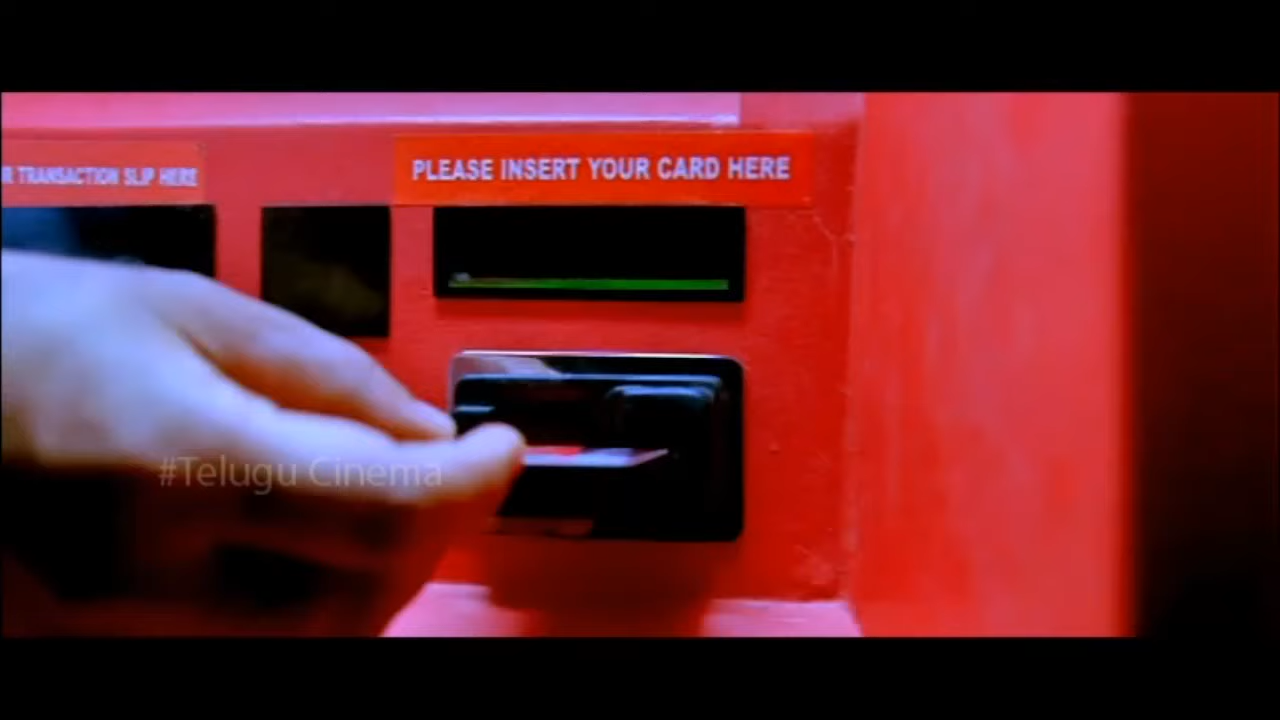 R TRANSACTION SLIP HERE
PLEASE INSERT YOUR CARD HERE
#Telugu Cinema